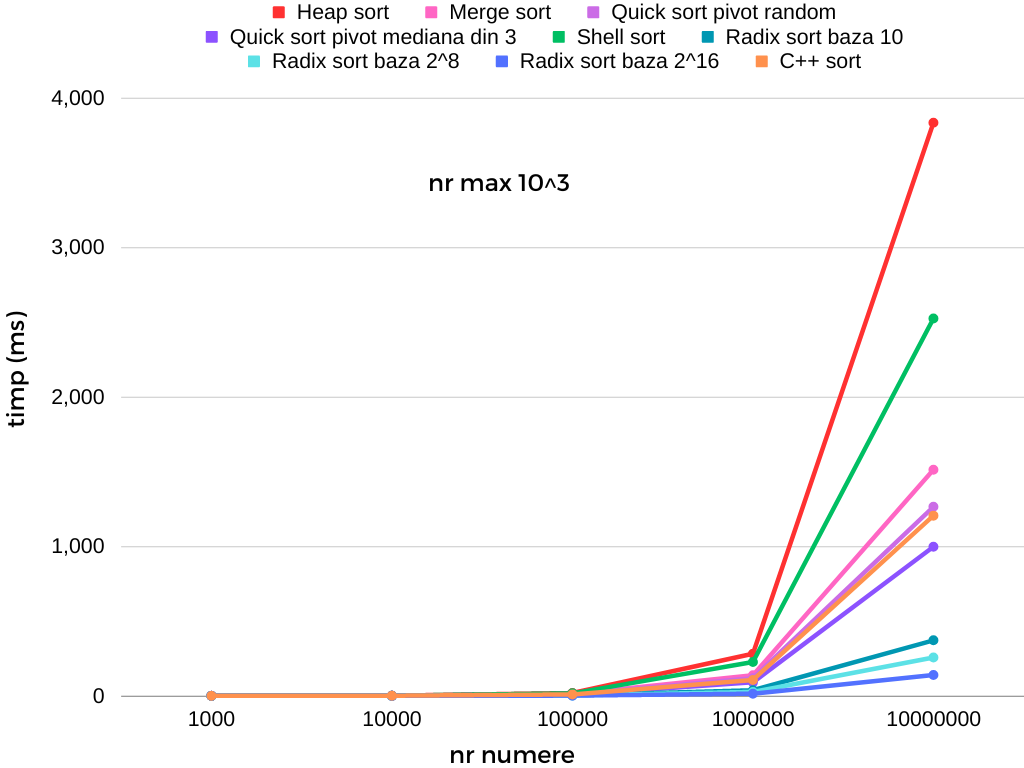 Heap sort Merge sort Quick sort pivot random
Quick sort pivot mediana din 3 Shell sort Radix sort baza 10
Radix sort baza 2^8 Radix sort baza 2^16 C++ sort
4,000
nr max 10^3
3,000
timp (ms)
2,000
1,000
0
1000 10000 100000 1000000 10000000
nr numere